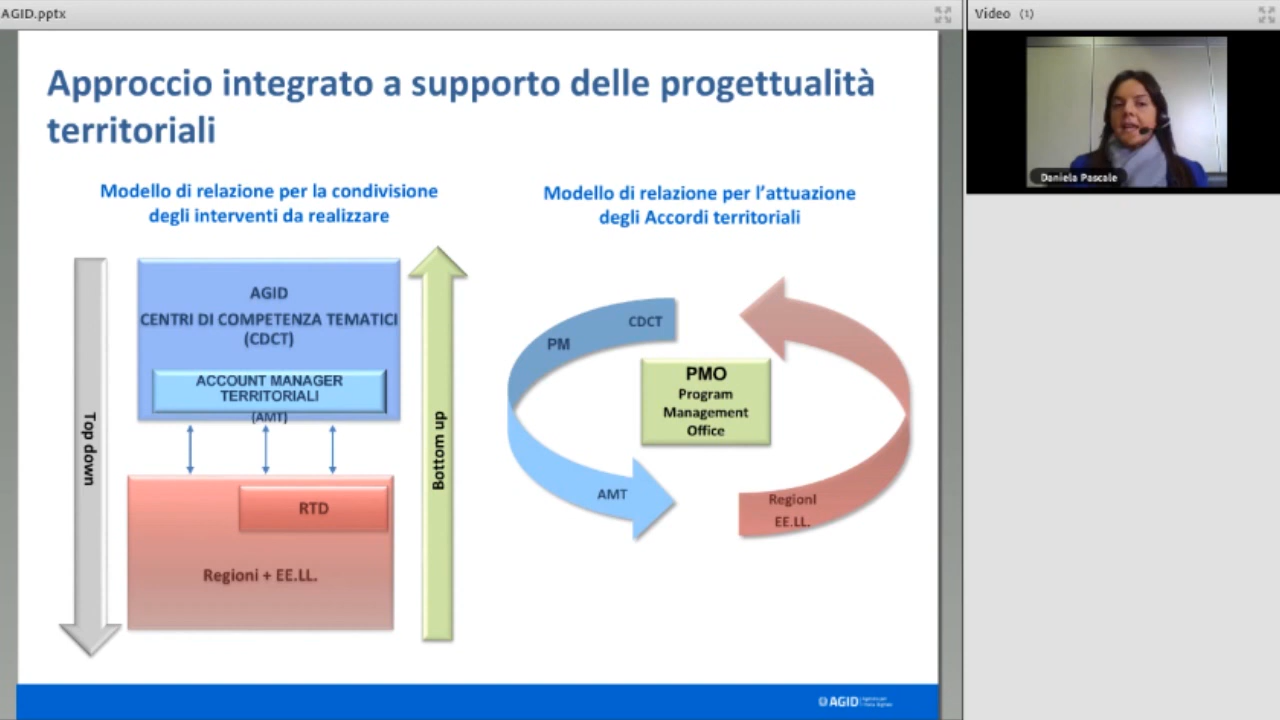 AGID.pptx
Video (1)
Daniela Pascale
Approccio integrato a supporto delle progettualità
territoriali
Modello di relazione per la condivisione
degli interventi da realizzare
Top down
AGID
CENTRI DI COMPETENZA TEMATICI
(CDCT)
ACCOUNT MANAGER
TERRITORIALI
(AMT)
RTD
Regioni + EE.LL.
Bottom up
Modello di relazione per l'attuazione
degli Accordi territoriali
CDCT
PM
PMO
Program
Management
Office
AMT
RegionI
EE.LL.
AGID